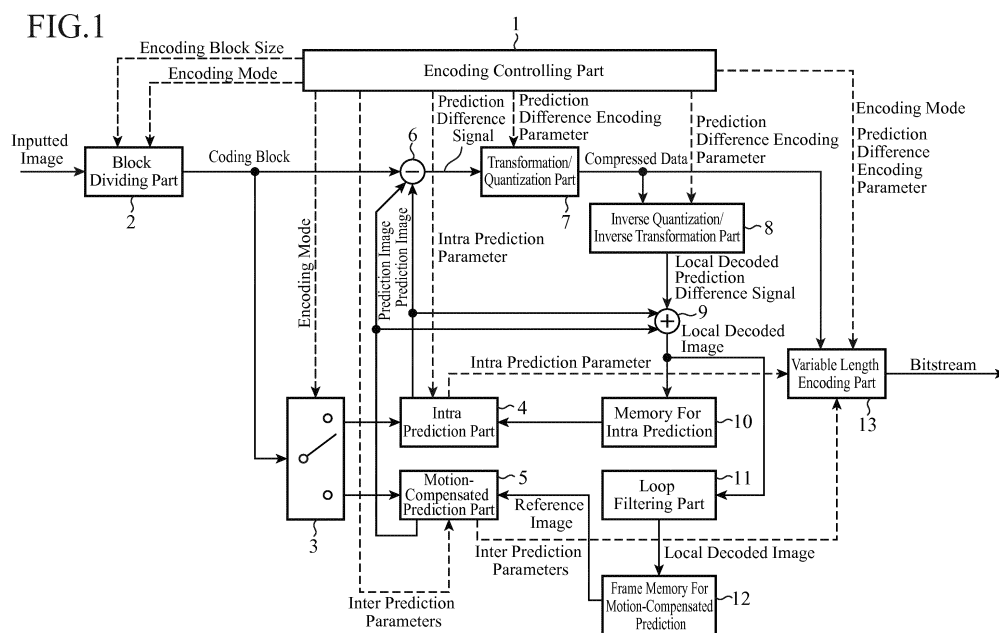 FIG.1
1
Encoding Block Size
Encoding Mode
Encoding Controlling Part
Prediction
Difference
Signal
Prediction
Difference Encoding
Parameter
Prediction
Difference Encoding
Parameter
Encoding Mode
Prediction
Difference
Encoding
Parameter
Inputted
Image
Block
Dividing Part
2
Coding Block
6
Transformation/
Quantization Part
7
Compressed Data
Inverse Quantization/
Inverse Transformation Part
8
Encoding Mode
Prediction Image
Prediction Image
Intra Prediction
Parameter
Local Decoded
Prediction
Difference Signal
9
Local Decoded
Image
Intra Prediction Parameter
Variable Length
Encoding Part
13
Bitstream
3
Intra
Prediction Part
4
Memory For
Intra Prediction
10
Motion-
Compensated
Prediction Part
5
Reference
Image
Loop
Filtering Part
11
Inter Prediction
Parameters
Local Decoded Image
Inter Prediction
Parameters
Frame Memory For
Motion-Compensated
Prediction
12